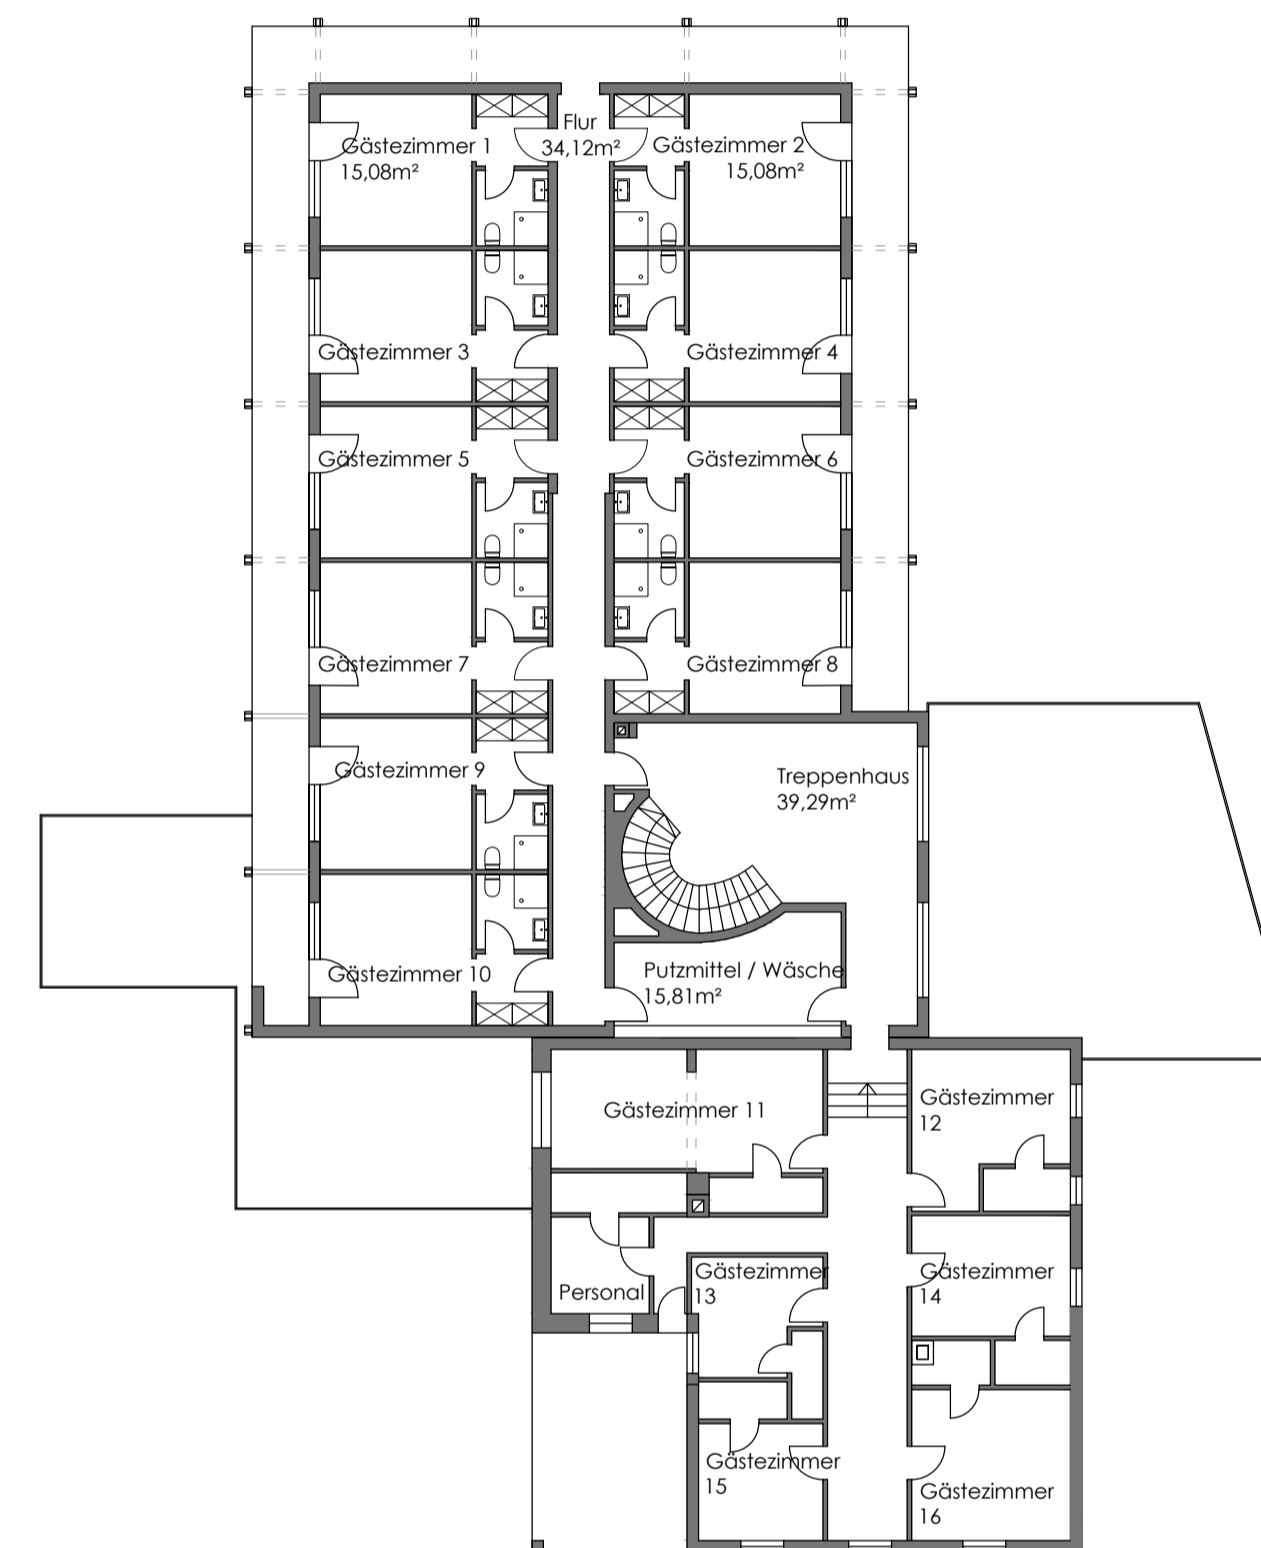 Flur
34,12m²
Gästezimmer 1
15,08m²
Gästezimmer 2
15,08m²
Gästezimmer 3
Gästezimmer 4
Gästezimmer 5
Gästezimmer 6
Gästezimmer 7
Gästezimmer 8
Gästezimmer 9
Treppenhaus
39,29m²
Gästezimmer 10
Putzmittel / Wäsche
15,81m²
Gästezimmer 11
Gästezimmer
12
Gästezimmer
13
Gästezimmer
14
Personal
Gästezimmer
15
Gästezimmer
16